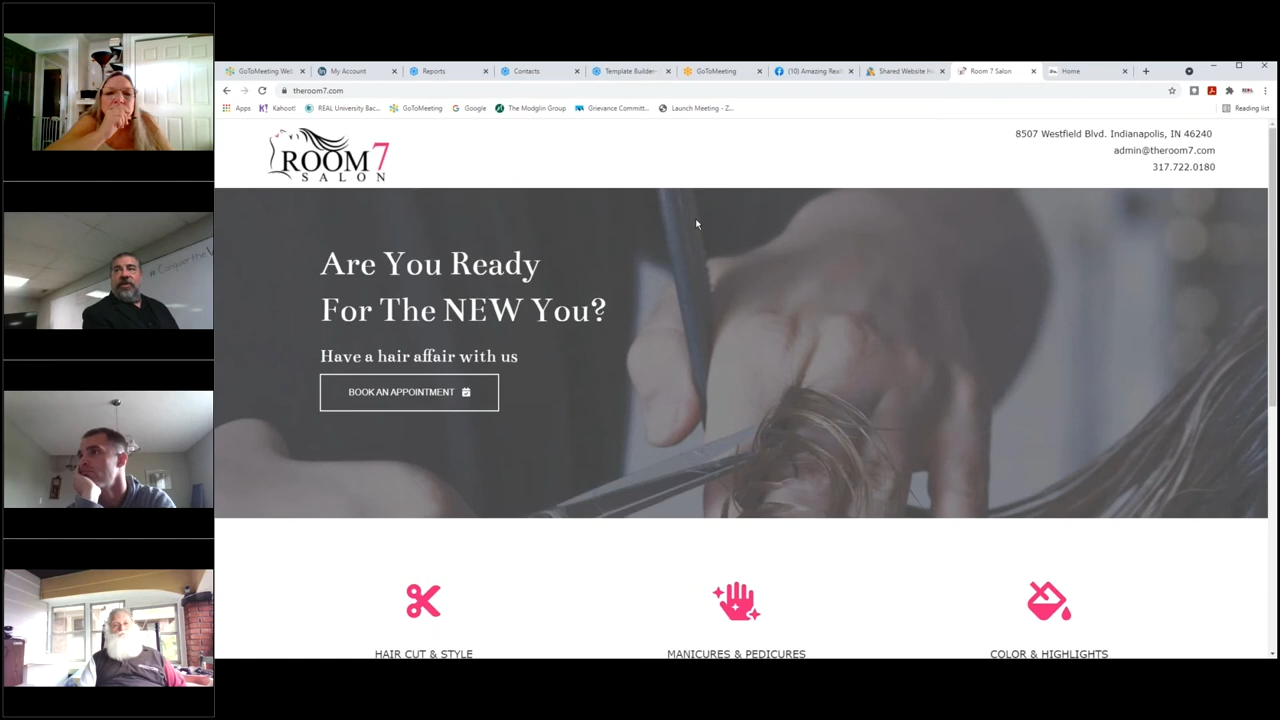 #Conquerthe
GoToMeeting Wel
My Account
Reports
Contacts
Template Builder-
GoToMeeting
(10) Amazing Real
Shared Website H
Room 7 Salon
Home
theroom7.com
Apps
Kahoot!
REAL University Bac...
GoToMeeting
Google
The Modglin Group
Grievance Committ...
Launch Meeting - Z...
Reading list
ROOM 7
SALON
8507 Westfield Blvd. Indianapolis, IN 46240
admin@theroom7.com
317.722.0180
Are You Ready
For The NEW You?
Have a hair affair with us
BOOK AN APPOINTMENT
HAIR CUT & STYLE
MANICURES & PEDICURES
COLOR & HIGHLIGHTS